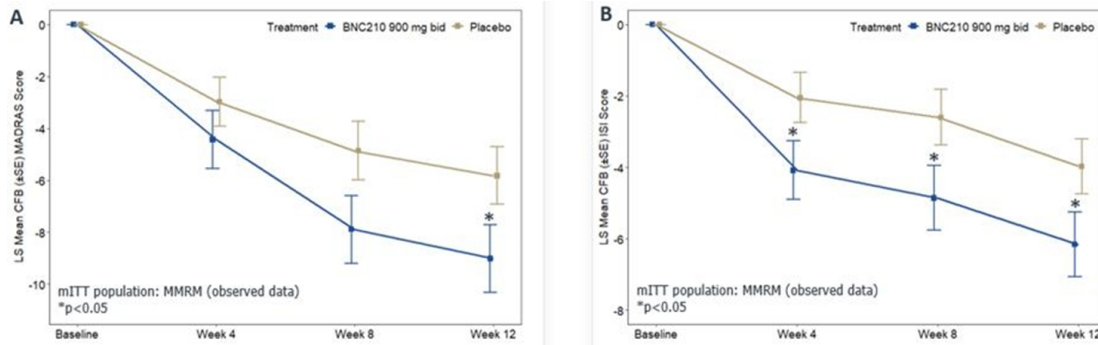 A
Treatment BNC210 900 mg bid Placebo
LS Mean CFB (±SE) MADRAS Score
0
-2
-4
-6
-8
-10
*
mITT population: MMRM (observed data)
*p<0.05
Baseline Week 4 Week 8 Week 12
B
Treatment BNC210 900 mg bid Placebo
LS Mean CFB (±SE) ISI Score
0
-2
-4
-6
-8
*
*
*
mITT population: MMRM (observed data)
*p<0.05
Baseline Week 4 Week 8 Week 12